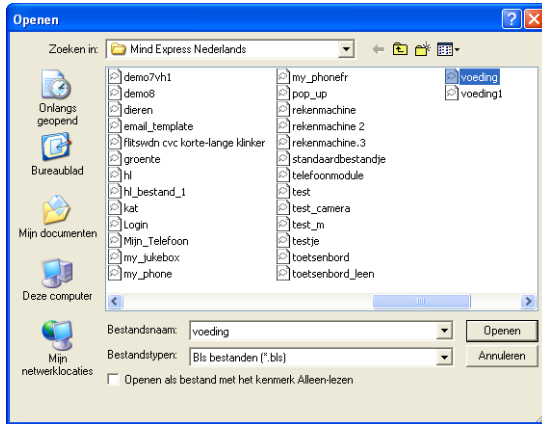 Openen
Zoeken in: Mind Express Nederlands
Onlangs
geopend
Bureaublad
Mijn documenten
Deze computer
Mijn
netwerklocaties
demo7vh1
demo8
dieren
email_template
flitswdn cvc korte-lange klinker
groente
hl
hl_bestand_1
kat
Login
Mijn_Telefoon
my_jukebox
my_phone
my_phonefr
pop_up
rekenmachine
rekenmachine 2
rekenmachine.3
standaardbestandje
telefoonmodule
test
test_camera
test_m
testje
toetsenbord
toetsenbord_leen
voeding
voeding1
Bestandsnaam: voeding Openen
Bestandstypen: Bls bestanden (*.bls) Annuleren
Openen als bestand met het kenmerk Alleen-lezen